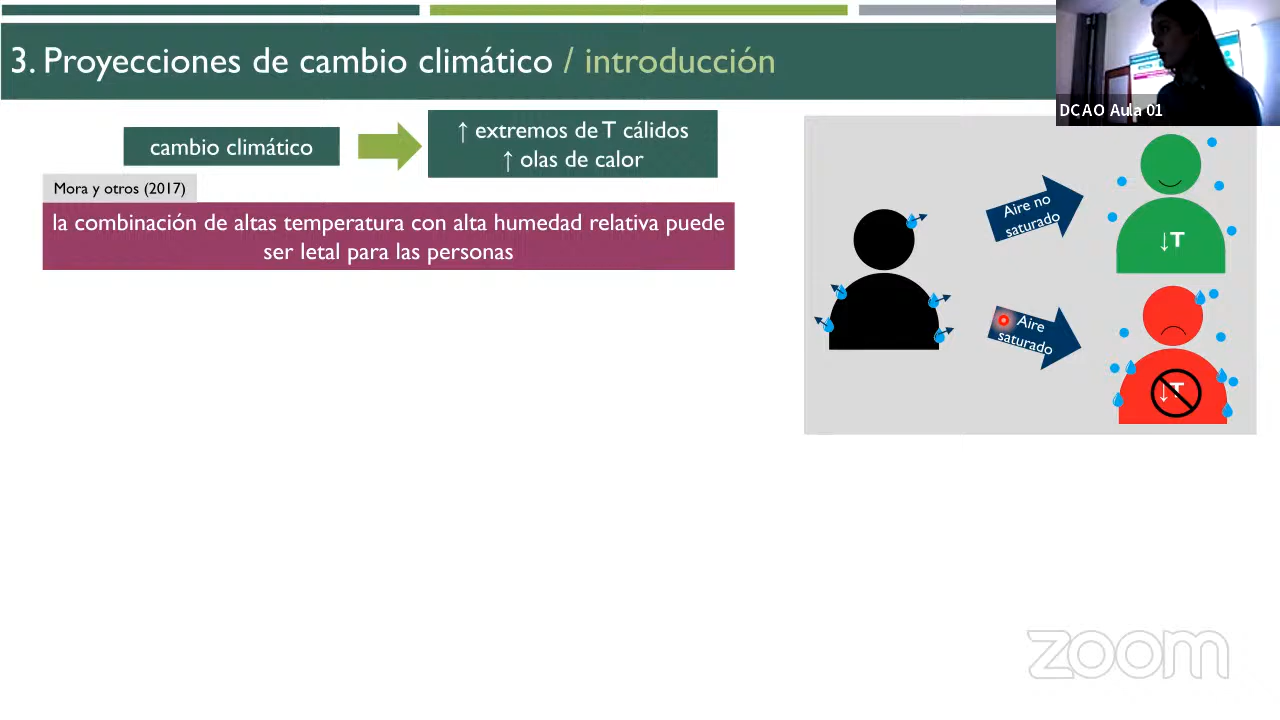 3. Proyecciones de cambio climático / introducción
DCAO Aula 01
cambio climático
↑ extremos de T cálidos
↑ olas de calor
Mora y otros (2017)
la combinación de altas temperatura con alta humedad relativa puede
ser letal para las personas
Aire no
saturado
↓T
Aire
saturado
↓T
zoom